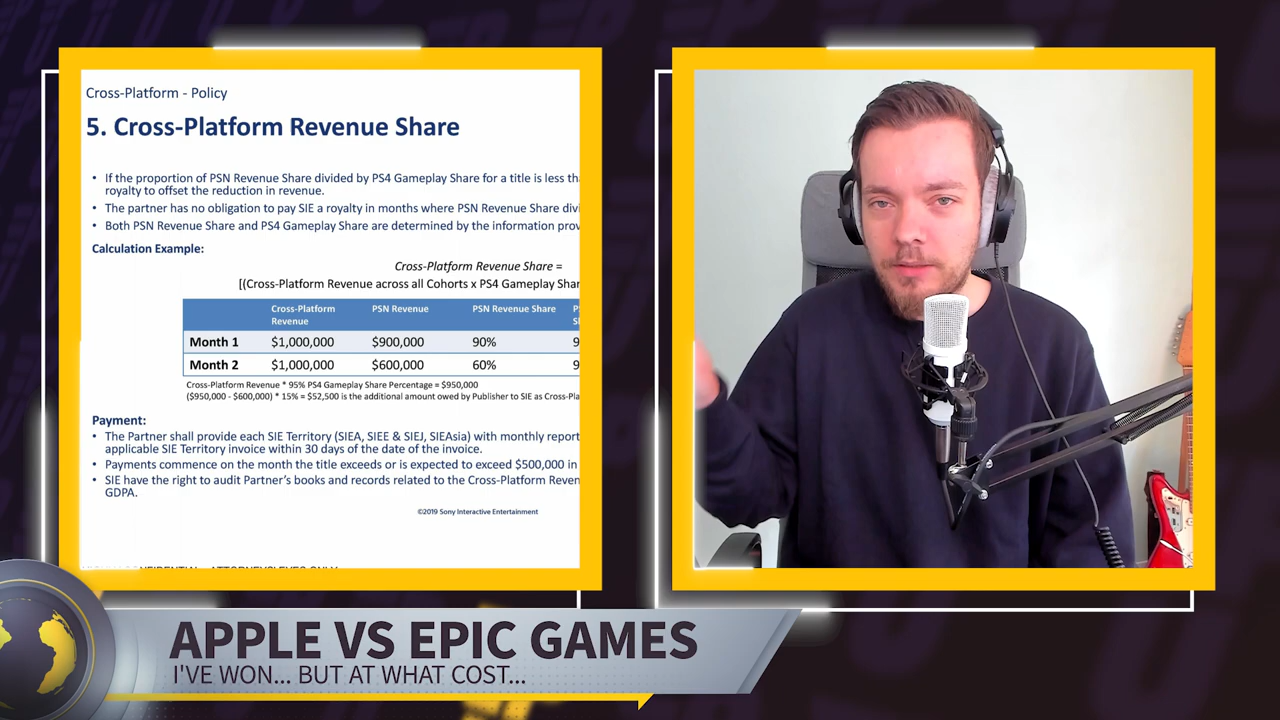 Cross-Platform - Policy
5. Cross-Platform Revenue Share
• If the proportion of PSN Revenue Share divided by PS4 Gameplay Share for a title is less
royalty to offset the reduction in revenue.
• The partner has no obligation to pay SIE a royalty in months where PSN Revenue Share
• Both PSN Revenue Share and PS4 Gameplay Share are determined by the information
Calculation Example:
Cross-Platform Revenue Share =
[(Cross-Platform Revenue across all Cohorts x PS4 Gameplay
Cross-Platform PSN Revenue PSN Revenue Share
Revenue
Month 1 $1,000,000 $900,000 90%
Month 2 $1,000,000 $600,000 60%
Cross-Platform Revenue * 95% PS4 Gameplay Share Percentage = $950,000
($950,000 - $600,000) * 15% = $52,500 is the additional amount owed by Publisher to SIE as
Payment:
• The Partner shall provide each SIE Territory (SIEA, SIEE & SIEJ, SIEAsia) with monthly
applicable SIE Territory invoice within 30 days of the date of the invoice.
• Payments commence on the month the title exceeds or is expected to exceed $500,000 in
• SIE have the right to audit Partner's books and records related to the Cross-Platform
GDPA.
©2019 Sony Interactive Entertainment
APPLE VS EPIC GAMES
I'VE WON... BUT AT WHAT COST...